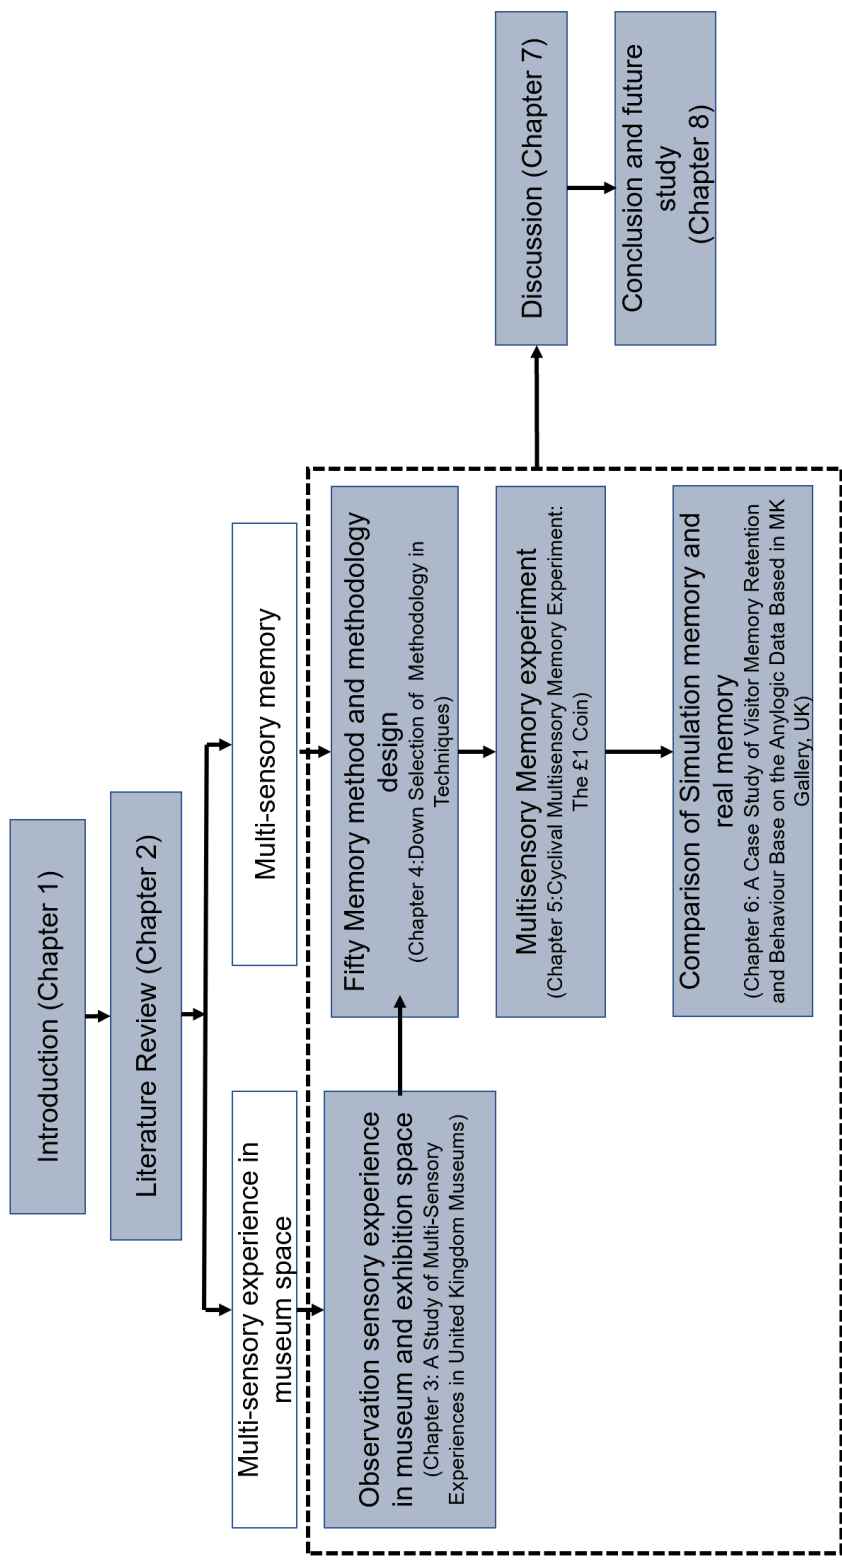 Introduction (Chapter 1)
Literature Review (Chapter 2)
Multi-sensory experience in
museum space
Multi-sensory memory
Observation sensory experience
in museum and exhibition space
(Chapter 3: A Study of Multi-Sensory
Experiences in United Kingdom Museums)
Fifty Memory method and methodology
design
(Chapter 4:Down Selection of Methodology in
Techniques)
Multisensory Memory experiment
(Chapter 5:Cyclival Multisensory Memory Experiment:
The £1 Coin)
Comparison of Simulation memory and
real memory
(Chapter 6: A Case Study of Visitor Memory Retention
and Behaviour Base on the Anylogic Data Based in MK
Gallery, UK)
Discussion (Chapter 7)
Conclusion and future
study
(Chapter 8)